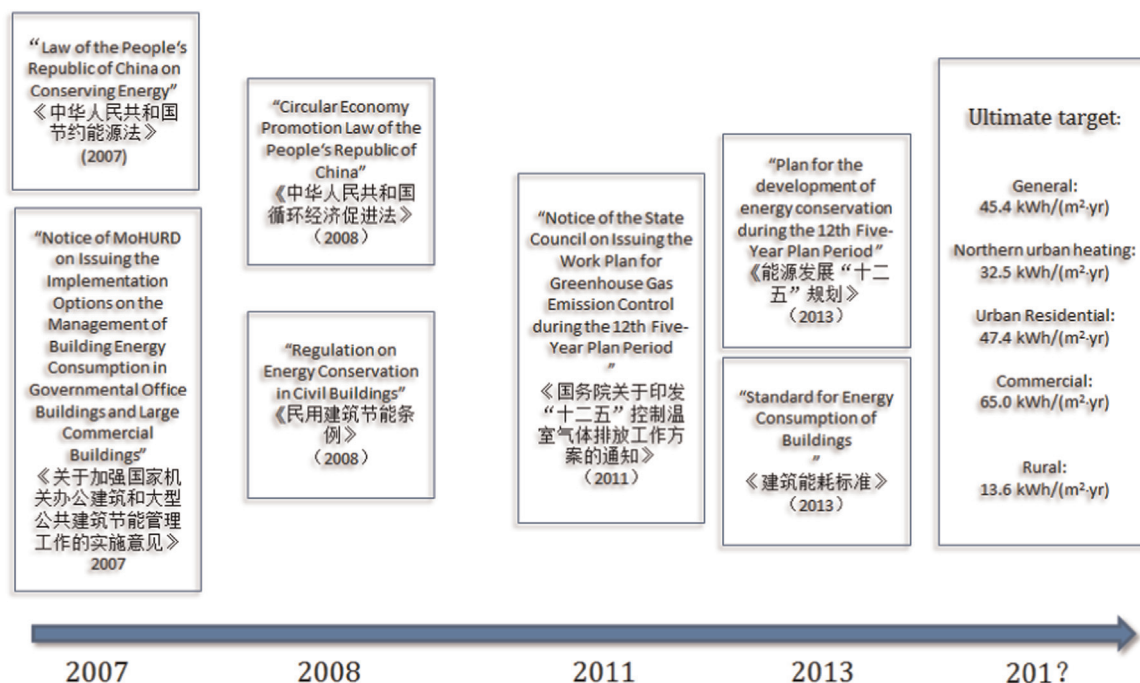 “Law of the People’s
Republic of China on
Conserving Energy”
《中华人民共和国
节约能源法》
(2007)
“Notice of MoHURD
on Issuing the
Implementation
Options on the
Management of
Building Energy
Consumption in
Governmental Office
Buildings and Large
Commercial
Buildings”
《关于加强国家机
关办公建筑和大型
公共建筑节能管理
工作的实施意见》
2007
“Circular Economy
Promotion Law of the
People’s Republic of
China”
《中华人民共和国
循环经济促进法》
（2008）
“Regulation on
Energy Conservation
in Civil Buildings”
《民用建筑节能条
例》
（2008）
“Notice of the State
Council on Issuing the
Work Plan for
Greenhouse Gas
Emission Control
during the 12th Five-
Year Plan Period
”
《国务院关于印发
“十二五”控制温
室气体排放工作方
案的通知》
（2011）
“Plan for the
development of
energy conservation
during the 12th Five-
Year Plan Period”
《能源发展“十二
五”规划》
（2013）
“Standard for Energy
Consumption of
Buildings
”
《建筑能耗标准》
（2013）
Ultimate target:
General:
45.4 kWh/(m²·yr)
Northern urban heating:
32.5 kWh/(m²·yr)
Urban Residential:
47.4 kWh/(m²·yr)
Commercial:
65.0 kWh/(m²·yr)
Rural:
13.6 kWh/(m²·yr)
2007
2008
2011
2013
201?